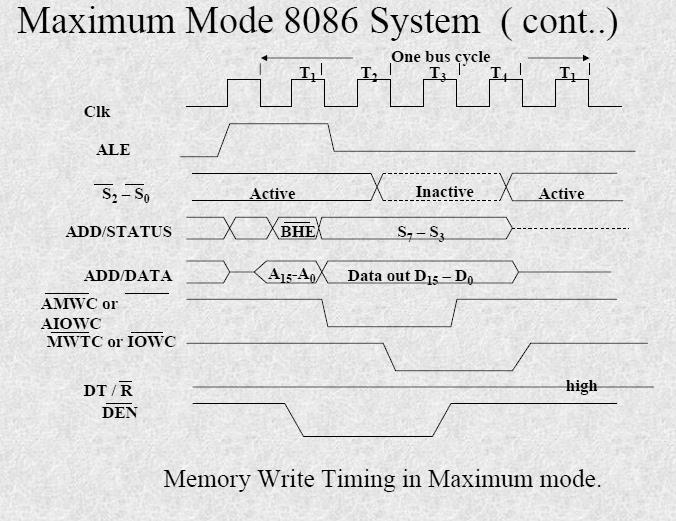 Maximum Mode 8086 System ( cont..)
One bus cycle
T1 T2 T3 T4 T1
Clk
ALE
S2 – S0 Active Inactive Active
ADD/STATUS BHE S7 – S3
ADD/DATA A15-A0 Data out D15 – D0
AMWC or
AIOWC
MWTC or IOWC
DT / R high
DEN
Memory Write Timing in Maximum mode.